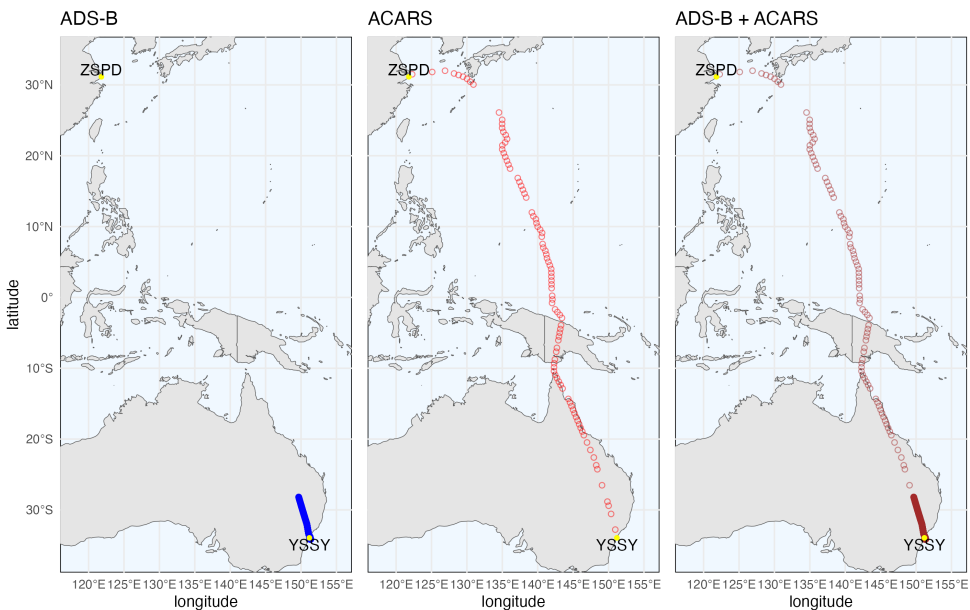 ADS-B
ACARS
ADS-B + ACARS
latitude
30°N
20°N
10°N
0°
10°S
20°S
30°S
ZSPD
YSSY
ZSPD
YSSY
ZSPD
YSSY
120°E 125°E 130°E 135°E 140°E 145°E 150°E 155°E
120°E 125°E 130°E 135°E 140°E 145°E 150°E 155°E
120°E 125°E 130°E 135°E 140°E 145°E 150°E 155°E
longitude
longitude
longitude